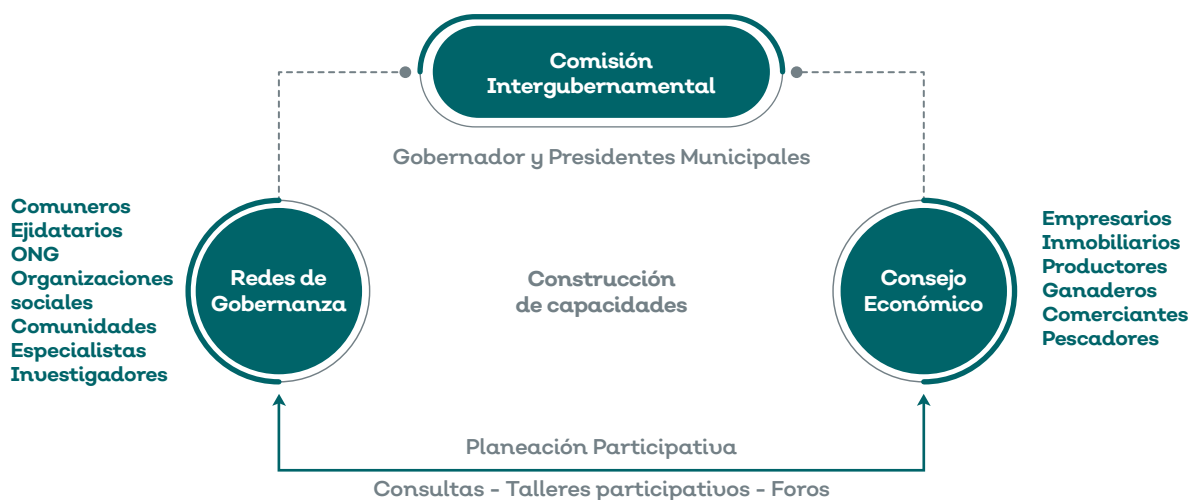 Comisión
Intergubernamental
Gobernador y Presidentes Municipales
Comuneros
Ejidatarios
ONG
Organizaciones
sociales
Comunidades
Especialistas
Investigadores
Redes de
Gobernanza
Construcción
de capacidades
Consejo
Económico
Empresarios
Inmobiliarios
Productores
Ganaderos
Comerciantes
Pescadores
Planeación Participativa
Consultas - Talleres participativos - Foros